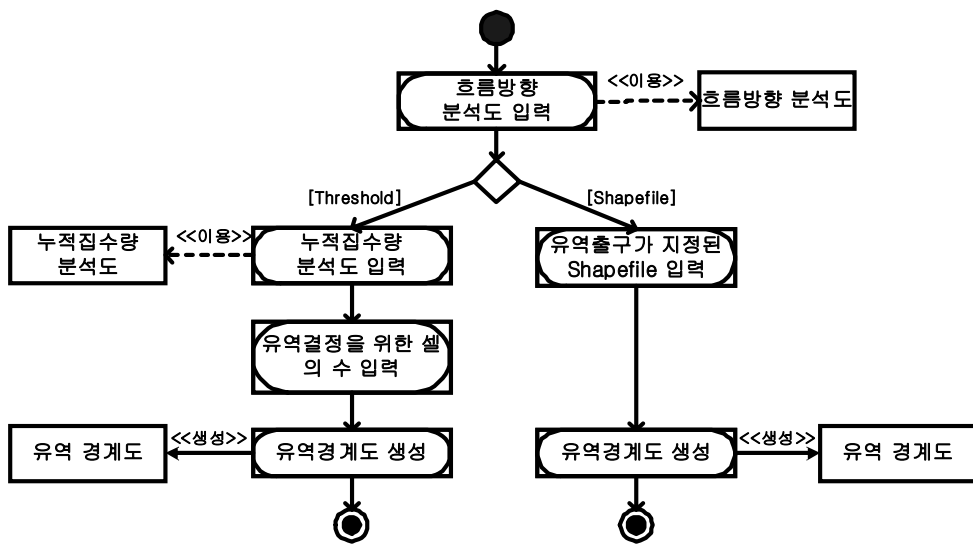 흐름방향
분석도 입력
<<이용>>
흐름방향 분석도
[Threshold]
[Shapefile]
누적집수량
분석도
<<이용>>
누적집수량
분석도 입력
유역출구가 지정된
Shapefile 입력
유역결정을 위한 셀
의 수 입력
유역 경계도
<<생성>>
유역경계도 생성
유역경계도 생성
<<생성>>
유역 경계도